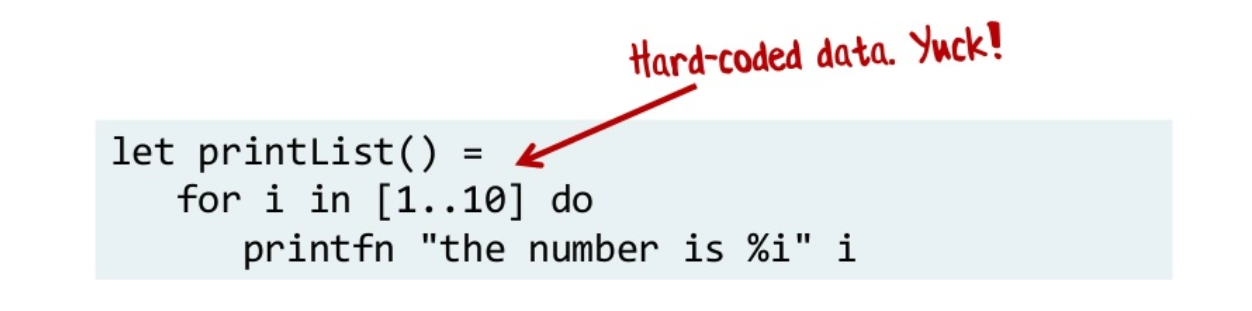 Hard-coded data. Yuck!
let printList() =
   for i in [1..10] do
      printfn "the number is %i" i